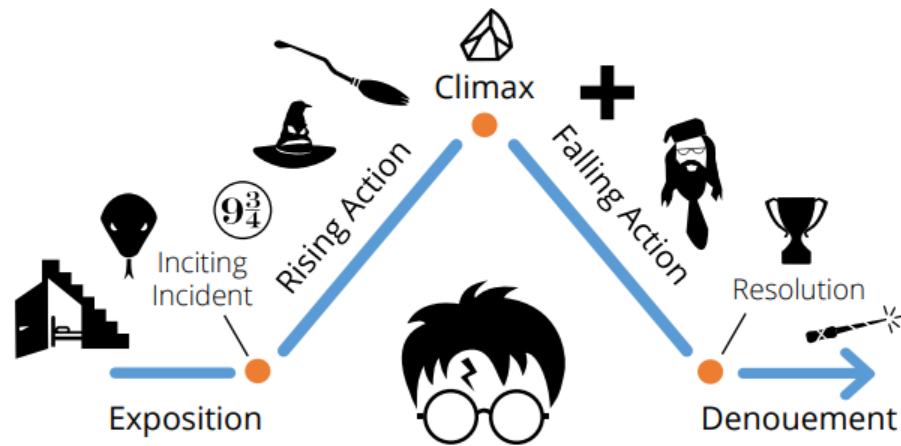 Climax
Rising Action
Falling Action
9¾
Inciting
Incident
Resolution
Exposition
Denouement